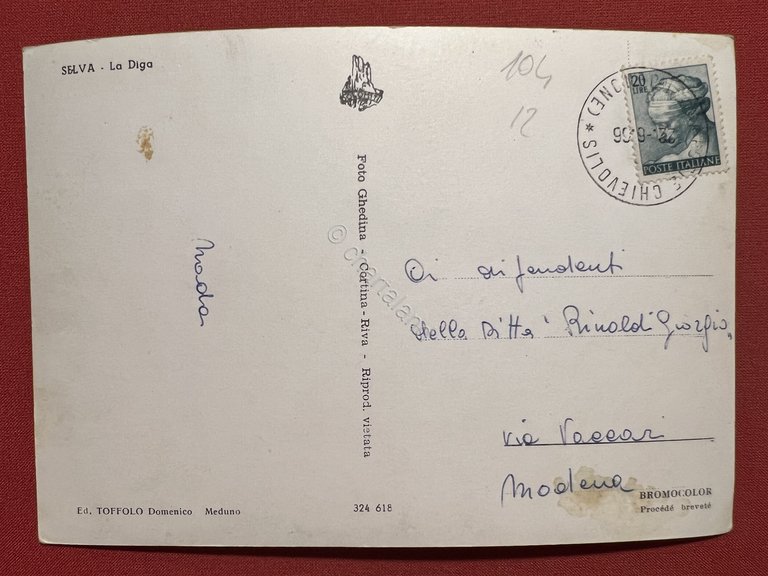 SELVA - La Diga
104
12
20
LIRE
POSTE ITALIANE
CHIEVOLIS *
Foto Ghedina - Cortina - Riva - Riprod. vietata
Nada
Ai dipendenti
della Ditta Rinaldi Giorgio
via Vaccari
Modena
Ed. TOFFOLO Domenico Meduno
324 618
BROMOCOLOR
Procédé breveté